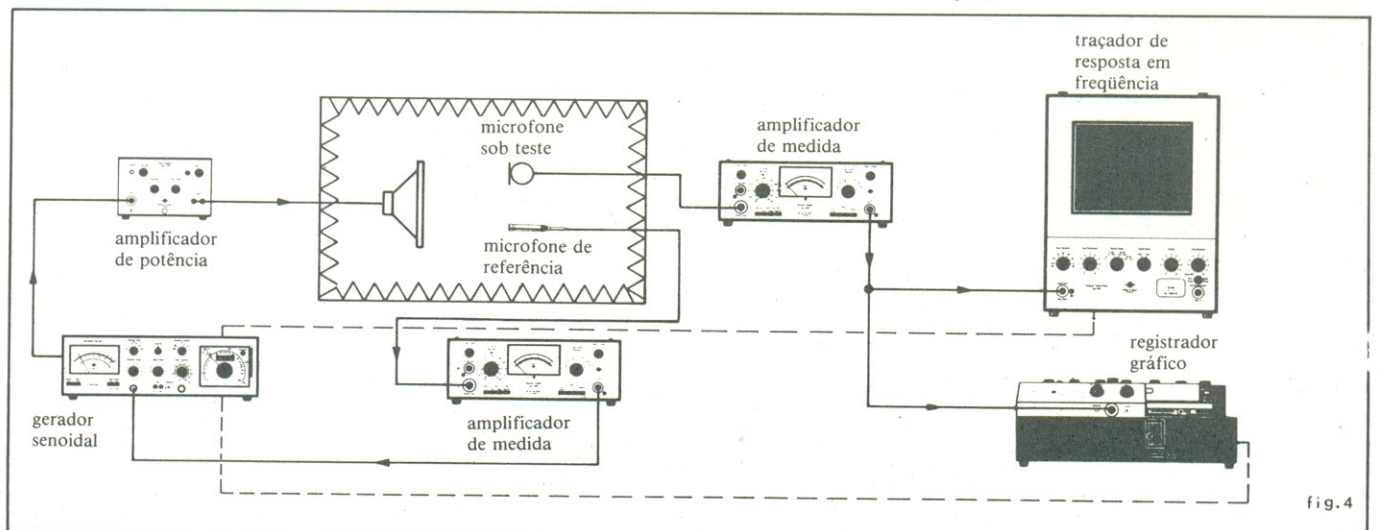 traçador de
resposta em
freqüência
microfone
sob teste
amplificador
de medida
amplificador
de potência
microfone de
referência
registrador
gráfico
gerador
senoidal
amplificador
de medida
fig.4